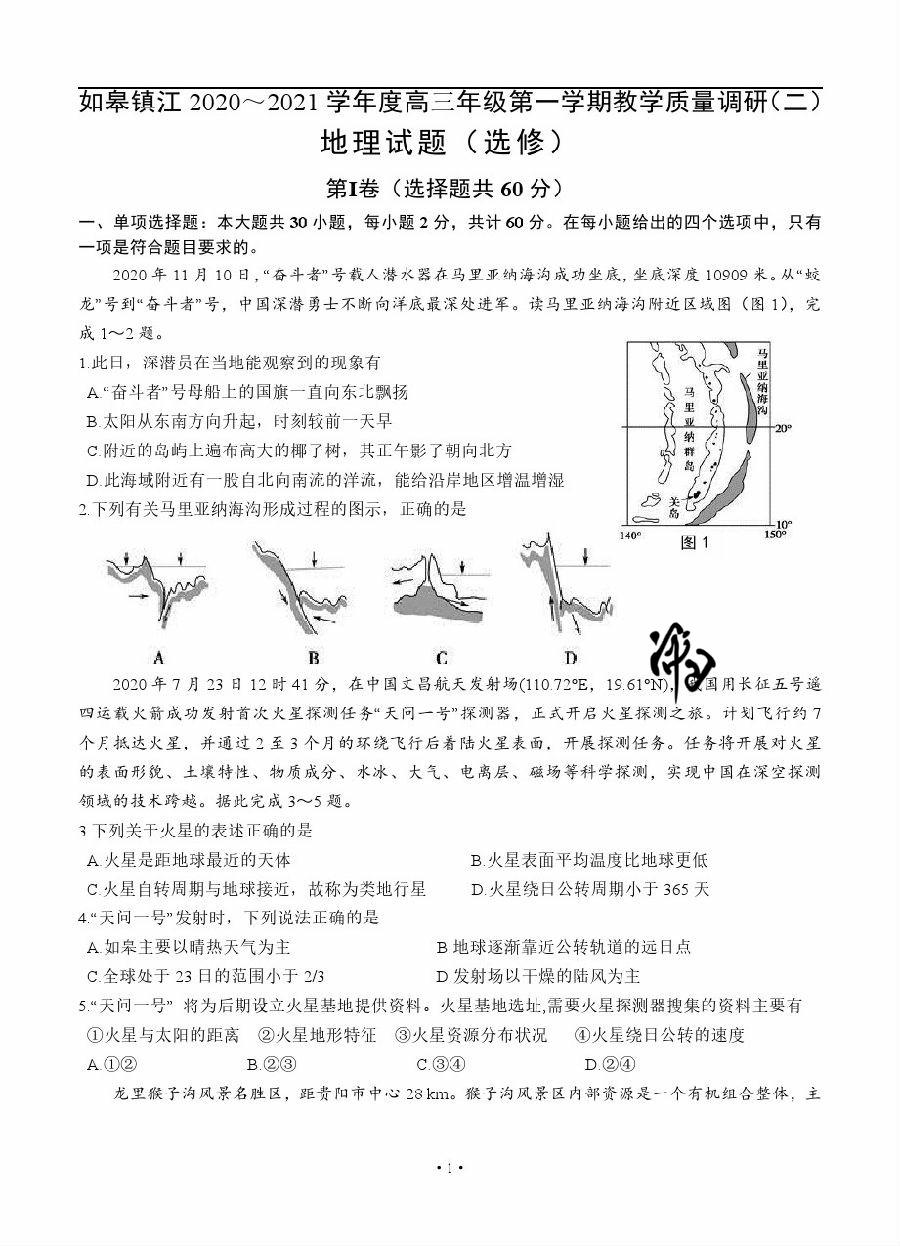 如皋镇江 2020～2021 学年度高三年级第一学期教学质量调研(二)
地理试题（选修）
第I卷（选择题共 60 分）
一、单项选择题：本大题共 30 小题，每小题 2 分，共计 60 分。在每小题给出的四个选项中，只有
一项是符合题目要求的。
2020 年 11 月 10 日,“奋斗者”号载人潜水器在马里亚纳海沟成功坐底, 坐底深度 10909 米。从“蛟
龙”号到“奋斗者”号，中国深潜勇士不断向洋底最深处进军。读马里亚纳海沟附近区域图（图 1），完
成 1～2 题。
1.此日，深潜员在当地能观察到的现象有
A.“奋斗者”号母船上的国旗一直向东北飘扬
B.太阳从东南方向升起，时刻较前一天早
C.附近的岛屿上遍布高大的椰了树，其正午影了朝向北方
D.此海域附近有一股自北向南流的洋流，能给沿岸地区增温增湿
2.下列有关马里亚纳海沟形成过程的图示，正确的是
马里亚纳海沟
马里亚纳群岛
关岛
20°
10°
140°
150°
图 1
A
B
C
D
2020 年 7 月 23 日 12 时 41 分，在中国文昌航天发射场(110.72°E，19.61°N)，国用长征五号遥
四运载火箭成功发射首次火星探测任务“天问一号”探测器，正式开启火星探测之旅。计划飞行约 7
个月抵达火星，并通过 2 至 3 个月的环绕飞行后着陆火星表面，开展探测任务。任务将开展对火星
的表面形貌、土壤特性、物质成分、水冰、大气、电离层、磁场等科学探测，实现中国在深空探测
领域的技术跨越。据此完成 3～5 题。
3 下列关于火星的表述正确的是
A.火星是距地球最近的天体
B.火星表面平均温度比地球更低
C.火星自转周期与地球接近，故称为类地行星
D.火星绕日公转周期小于 365 天
4.“天问一号”发射时，下列说法正确的是
A.如皋主要以晴热天气为主
B 地球逐渐靠近公转轨道的远日点
C.全球处于 23 日的范围小于 2/3
D 发射场以干燥的陆风为主
5.“天问一号” 将为后期设立火星基地提供资料。火星基地选址,需要火星探测器搜集的资料主要有
①火星与太阳的距离 ②火星地形特征 ③火星资源分布状况 ④火星绕日公转的速度
A.①② B.②③ C.③④ D.②④
龙里猴子沟风景名胜区，距贵阳市中心 28 km。猴子沟风景区内部资源是一个有机组合整体，主
·1·